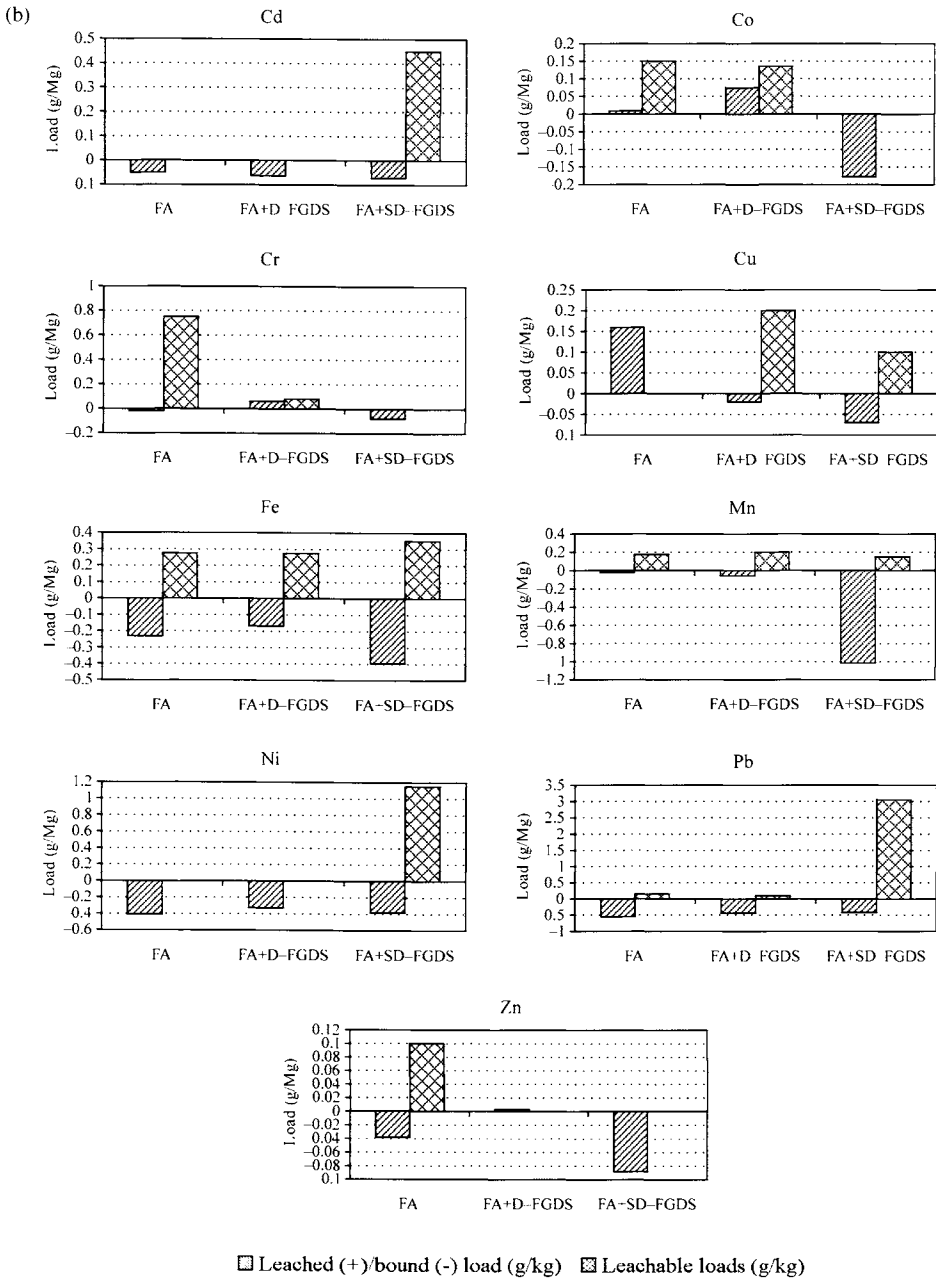 (b)
Cd
Load (g/Mg)
0.5
0.4
0.3
0.2
0.1
0
0.1
FA
FA+D FGDS
FA+SD-FGDS
Co
Load (g/Mg)
0.2
0.15
0.1
0.05
0
−0.05
−0.1
−0.15
−0.2
FA
FA+D–FGDS
FA+SD–FGDS
Cr
Load (g/Mg)
1
0.8
0.6
0.4
0.2
0
−0.2
FA
FA+D–FGDS
FA+SD–FGDS
Cu
Load (g/Mg)
0.25
0.2
0.15
0.1
0.05
0
−0.05
0.1
FA
FA+D FGDS
FA+SD FGDS
Fe
Load (g/Mg)
0.4
0.3
0.2
0.1
0
−0.1
−0.2
−0.3
−0.4
−0.5
FA
FA+D–FGDS
FA−SD–FGDS
Mn
Load (g/Mg)
0.4
0.2
0
−0.2
−0.4
−0.6
−0.8
1
−1.2
FA
FA+D–FGDS
FA+SD–FGDS
Ni
Load (g/Mg)
1.2
1
0.8
0.6
0.4
0.2
0
−0.2
−0.4
−0.6
FA
FA+D–FGDS
FA+SD–FGDS
Pb
Load (g/Mg)
3.5
3
2.5
2
1.5
1
0.5
0
0.5
−1
FA
FA+D FGDS
FA+SD FGDS
Zn
Load (g/Mg)
0.12
0.1
0.08
0.06
0.04
0.02
0
−0.02
−0.04
−0.06
−0.08
0.1
FA
FA+D–FGDS
FA−SD–FGDS
Leached (+)/bound (-) load (g/kg) Leachable loads (g/kg)